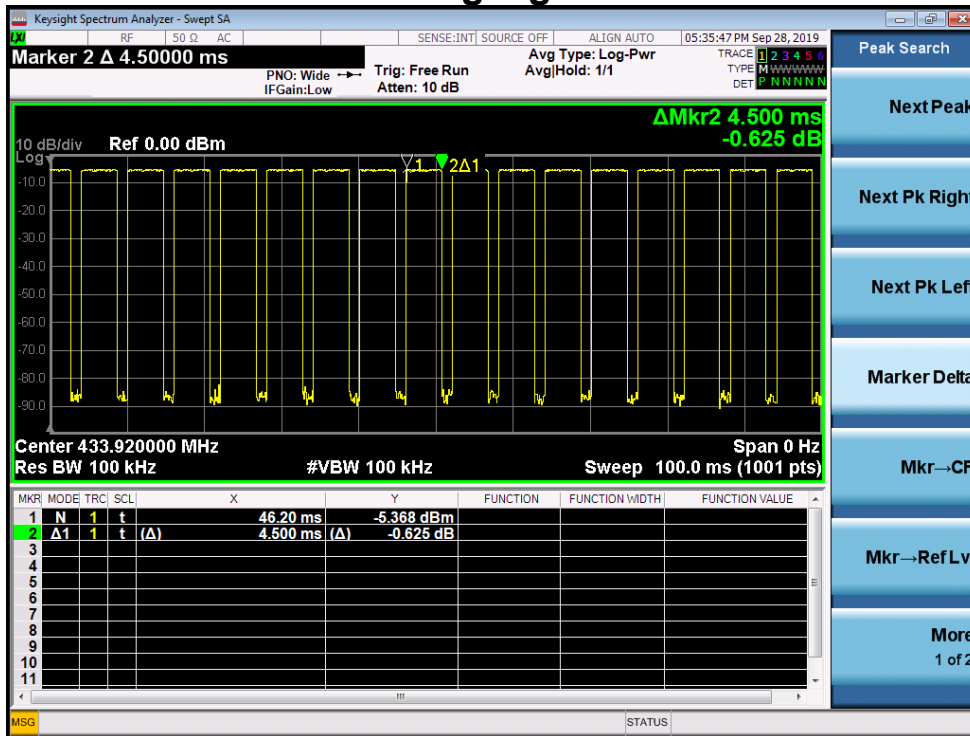 Keysight Spectrum Analyzer - Swept SA
LXI RF 50 Ω AC SENSE:INT SOURCE OFF ALIGN AUTO 05:35:47 PM Sep 28, 2019
Marker 2 Δ 4.50000 ms
PNO: Wide
IFGain:Low
Trig: Free Run
Atten: 10 dB
Avg Type: Log-Pwr
Avg|Hold: 1/1
TRACE 1 2 3 4 5 6
TYPE M W W W W W
DET P N N N N N
ΔMkr2 4.500 ms
-0.625 dB
10 dB/div Ref 0.00 dBm
Log
1 2Δ1
-10.0
-20.0
-30.0
-40.0
-50.0
-60.0
-70.0
-80.0
-90.0
Center 433.920000 MHz Span 0 Hz
Res BW 100 kHz #VBW 100 kHz Sweep 100.0 ms (1001 pts)
MKR MODE TRC SCL X Y FUNCTION FUNCTION WIDTH FUNCTION VALUE
1 N 1 t 46.20 ms -5.368 dBm
2 Δ1 1 t (Δ) 4.500 ms (Δ) -0.625 dB
3
4
5
6
7
8
9
10
11
MSG STATUS
Peak Search
Next Peak
Next Pk Right
Next Pk Left
Marker Delta
Mkr→CF
Mkr→Ref Lv
More
1 of 2